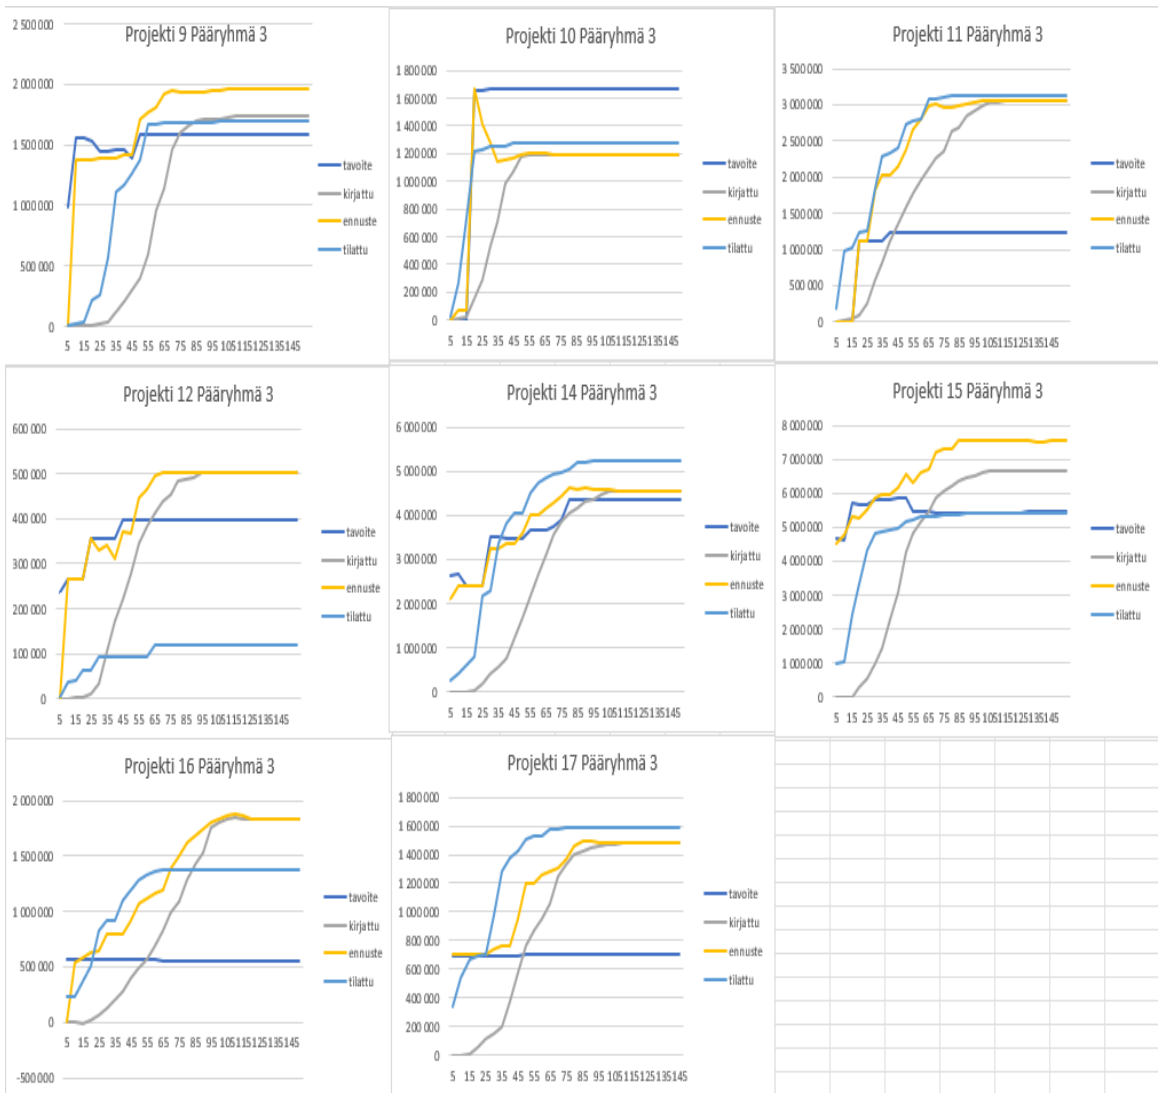 Projekti 9 Pääryhmä 3
2 500 000
2 000 000
1 500 000
1 000 000
500 000
0
5 15 25 35 45 55 65 75 85 95 105115125135145
tavoite
kirjattu
ennuste
tilattu
Projekti 10 Pääryhmä 3
1 800 000
1 600 000
1 400 000
1 200 000
1 000 000
800 000
600 000
400 000
200 000
0
5 15 25 35 45 55 65 75 85 95 105115125135145
tavoite
kirjattu
ennuste
tilattu
Projekti 11 Pääryhmä 3
3 500 000
3 000 000
2 500 000
2 000 000
1 500 000
1 000 000
500 000
0
5 15 25 35 45 55 65 75 85 95 105115125135145
tavoite
kirjattu
ennuste
tilattu
Projekti 12 Pääryhmä 3
600 000
500 000
400 000
300 000
200 000
100 000
0
5 15 25 35 45 55 65 75 85 95 105115125135145
tavoite
kirjattu
ennuste
tilattu
Projekti 14 Pääryhmä 3
6 000 000
5 000 000
4 000 000
3 000 000
2 000 000
1 000 000
0
5 15 25 35 45 55 65 75 85 95 105115125135145
tavoite
kirjattu
ennuste
tilattu
Projekti 15 Pääryhmä 3
8 000 000
7 000 000
6 000 000
5 000 000
4 000 000
3 000 000
2 000 000
1 000 000
0
5 15 25 35 45 55 65 75 85 95 105115125135145
tavoite
kirjattu
ennuste
tilattu
Projekti 16 Pääryhmä 3
2 000 000
1 500 000
1 000 000
500 000
0
-500 000
5 15 25 35 45 55 65 75 85 95 105115125135145
tavoite
kirjattu
ennuste
tilattu
Projekti 17 Pääryhmä 3
1 800 000
1 600 000
1 400 000
1 200 000
1 000 000
800 000
600 000
400 000
200 000
0
5 15 25 35 45 55 65 75 85 95 105115125135145
tavoite
kirjattu
ennuste
tilattu